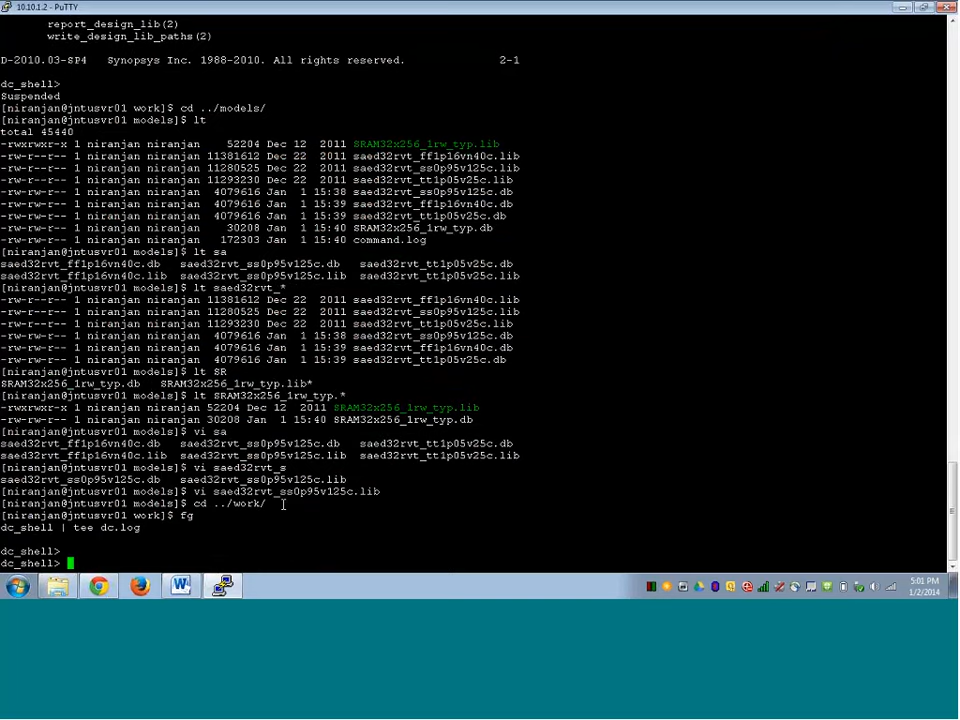 10.10.1.2 - PuTTY
report_design_lib(2)
write_design_lib_paths(2)
D-2010.03-SP4 Synopsys Inc. 1988-2010. All rights reserved. 2-1
dc_shell>
Suspended
[niranjan@jntusvr01 work]$ cd ../models/
[niranjan@jntusvr01 models]$ lt
total 45440
-rwxrwxr-x 1 niranjan niranjan 52204 Dec 12 2011 SRAM32x256_1rw_typ.lib
-rw-r--r-- 1 niranjan niranjan 11381612 Dec 22 2011 saed32rvt_ff1p16vn40c.lib
-rw-r--r-- 1 niranjan niranjan 11280525 Dec 22 2011 saed32rvt_ss0p95v125c.lib
-rw-r--r-- 1 niranjan niranjan 11293230 Dec 22 2011 saed32rvt_tt1p05v25c.lib
-rw-rw-r-- 1 niranjan niranjan 4079616 Jan 1 15:38 saed32rvt_ss0p95v125c.db
-rw-rw-r-- 1 niranjan niranjan 4079616 Jan 1 15:39 saed32rvt_ff1p16vn40c.db
-rw-rw-r-- 1 niranjan niranjan 4079616 Jan 1 15:39 saed32rvt_tt1p05v25c.db
-rw-rw-r-- 1 niranjan niranjan 30208 Jan 1 15:40 SRAM32x256_1rw_typ.db
-rw-rw-r-- 1 niranjan niranjan 172303 Jan 1 15:40 command.log
[niranjan@jntusvr01 models]$ lt sa
saed32rvt_ff1p16vn40c.db saed32rvt_ss0p95v125c.db saed32rvt_tt1p05v25c.db
saed32rvt_ff1p16vn40c.lib saed32rvt_ss0p95v125c.lib saed32rvt_tt1p05v25c.lib
[niranjan@jntusvr01 models]$ lt saed32rvt_*
-rw-r--r-- 1 niranjan niranjan 11381612 Dec 22 2011 saed32rvt_ff1p16vn40c.lib
-rw-r--r-- 1 niranjan niranjan 11280525 Dec 22 2011 saed32rvt_ss0p95v125c.lib
-rw-r--r-- 1 niranjan niranjan 11293230 Dec 22 2011 saed32rvt_tt1p05v25c.lib
-rw-rw-r-- 1 niranjan niranjan 4079616 Jan 1 15:38 saed32rvt_ss0p95v125c.db
-rw-rw-r-- 1 niranjan niranjan 4079616 Jan 1 15:39 saed32rvt_ff1p16vn40c.db
-rw-rw-r-- 1 niranjan niranjan 4079616 Jan 1 15:39 saed32rvt_tt1p05v25c.db
[niranjan@jntusvr01 models]$ lt SR
SRAM32x256_1rw_typ.db SRAM32x256_1rw_typ.lib*
[niranjan@jntusvr01 models]$ lt SRAM32x256_1rw_typ.*
-rwxrwxr-x 1 niranjan niranjan 52204 Dec 12 2011 SRAM32x256_1rw_typ.lib
-rw-rw-r-- 1 niranjan niranjan 30208 Jan 1 15:40 SRAM32x256_1rw_typ.db
[niranjan@jntusvr01 models]$ vi sa
saed32rvt_ff1p16vn40c.db saed32rvt_ss0p95v125c.db saed32rvt_tt1p05v25c.db
saed32rvt_ff1p16vn40c.lib saed32rvt_ss0p95v125c.lib saed32rvt_tt1p05v25c.lib
[niranjan@jntusvr01 models]$ vi saed32rvt_s
saed32rvt_ss0p95v125c.db saed32rvt_ss0p95v125c.lib
[niranjan@jntusvr01 models]$ vi saed32rvt_ss0p95v125c.lib
[niranjan@jntusvr01 models]$ cd ../work/
[niranjan@jntusvr01 work]$ fg
dc_shell | tee dc.log
dc_shell>
dc_shell>
5:01 PM
1/2/2014